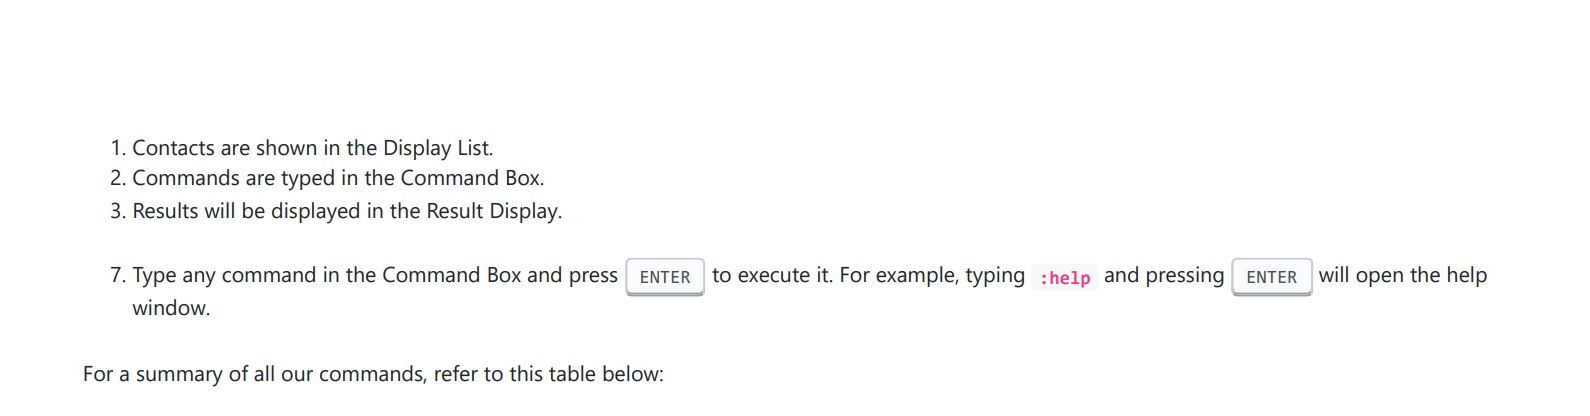 1. Contacts are shown in the Display List.
2. Commands are typed in the Command Box.
3. Results will be displayed in the Result Display.
7. Type any command in the Command Box and press ENTER to execute it. For example, typing :help and pressing ENTER will open the help
window.
For a summary of all our commands, refer to this table below: